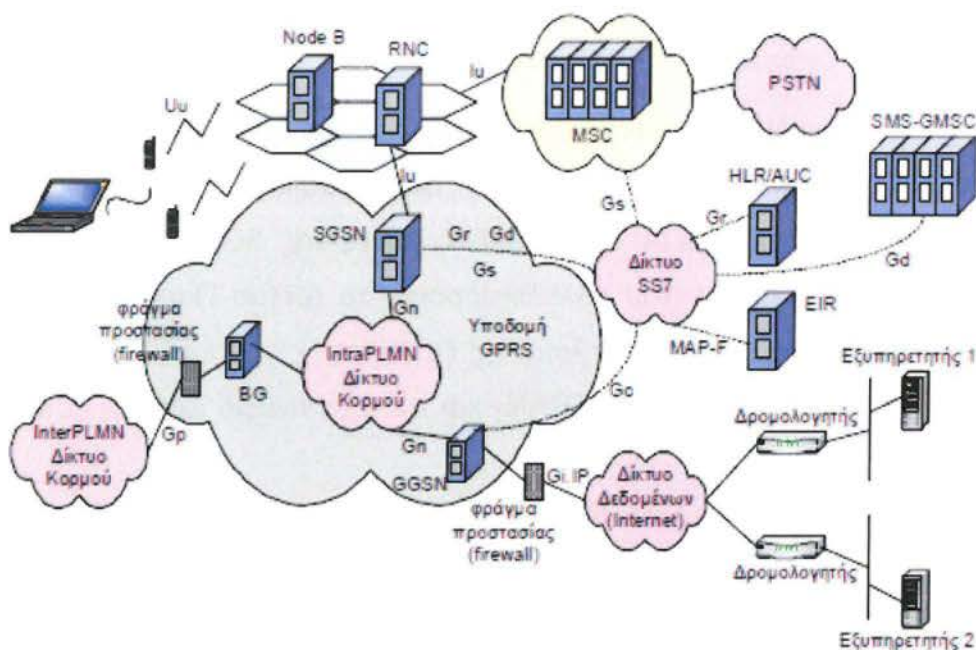 Node B
RNC
Iu
MSC
PSTN
SMS-GMSC
Uu
Iu
HLR/AUC
Gs
Gr
SGSN
Gr Gd
Gs
Δίκτυο
SS7
Gd
Gn
φράγμα
προστασίας
(firewall)
Υποδομή
GPRS
EIR
MAP-F
IntraPLMN
Δίκτυο
Κορμού
BG
Gc
Εξυπηρετητής 1
InterPLMN
Δίκτυο
Κορμού
Gp
Gn
Δρομολογητής
GGSN
Gi.IP
Δίκτυο
Δεδομένων
(Internet)
φράγμα
προστασίας
(firewall)
Δρομολογητής
Εξυπηρετητής 2